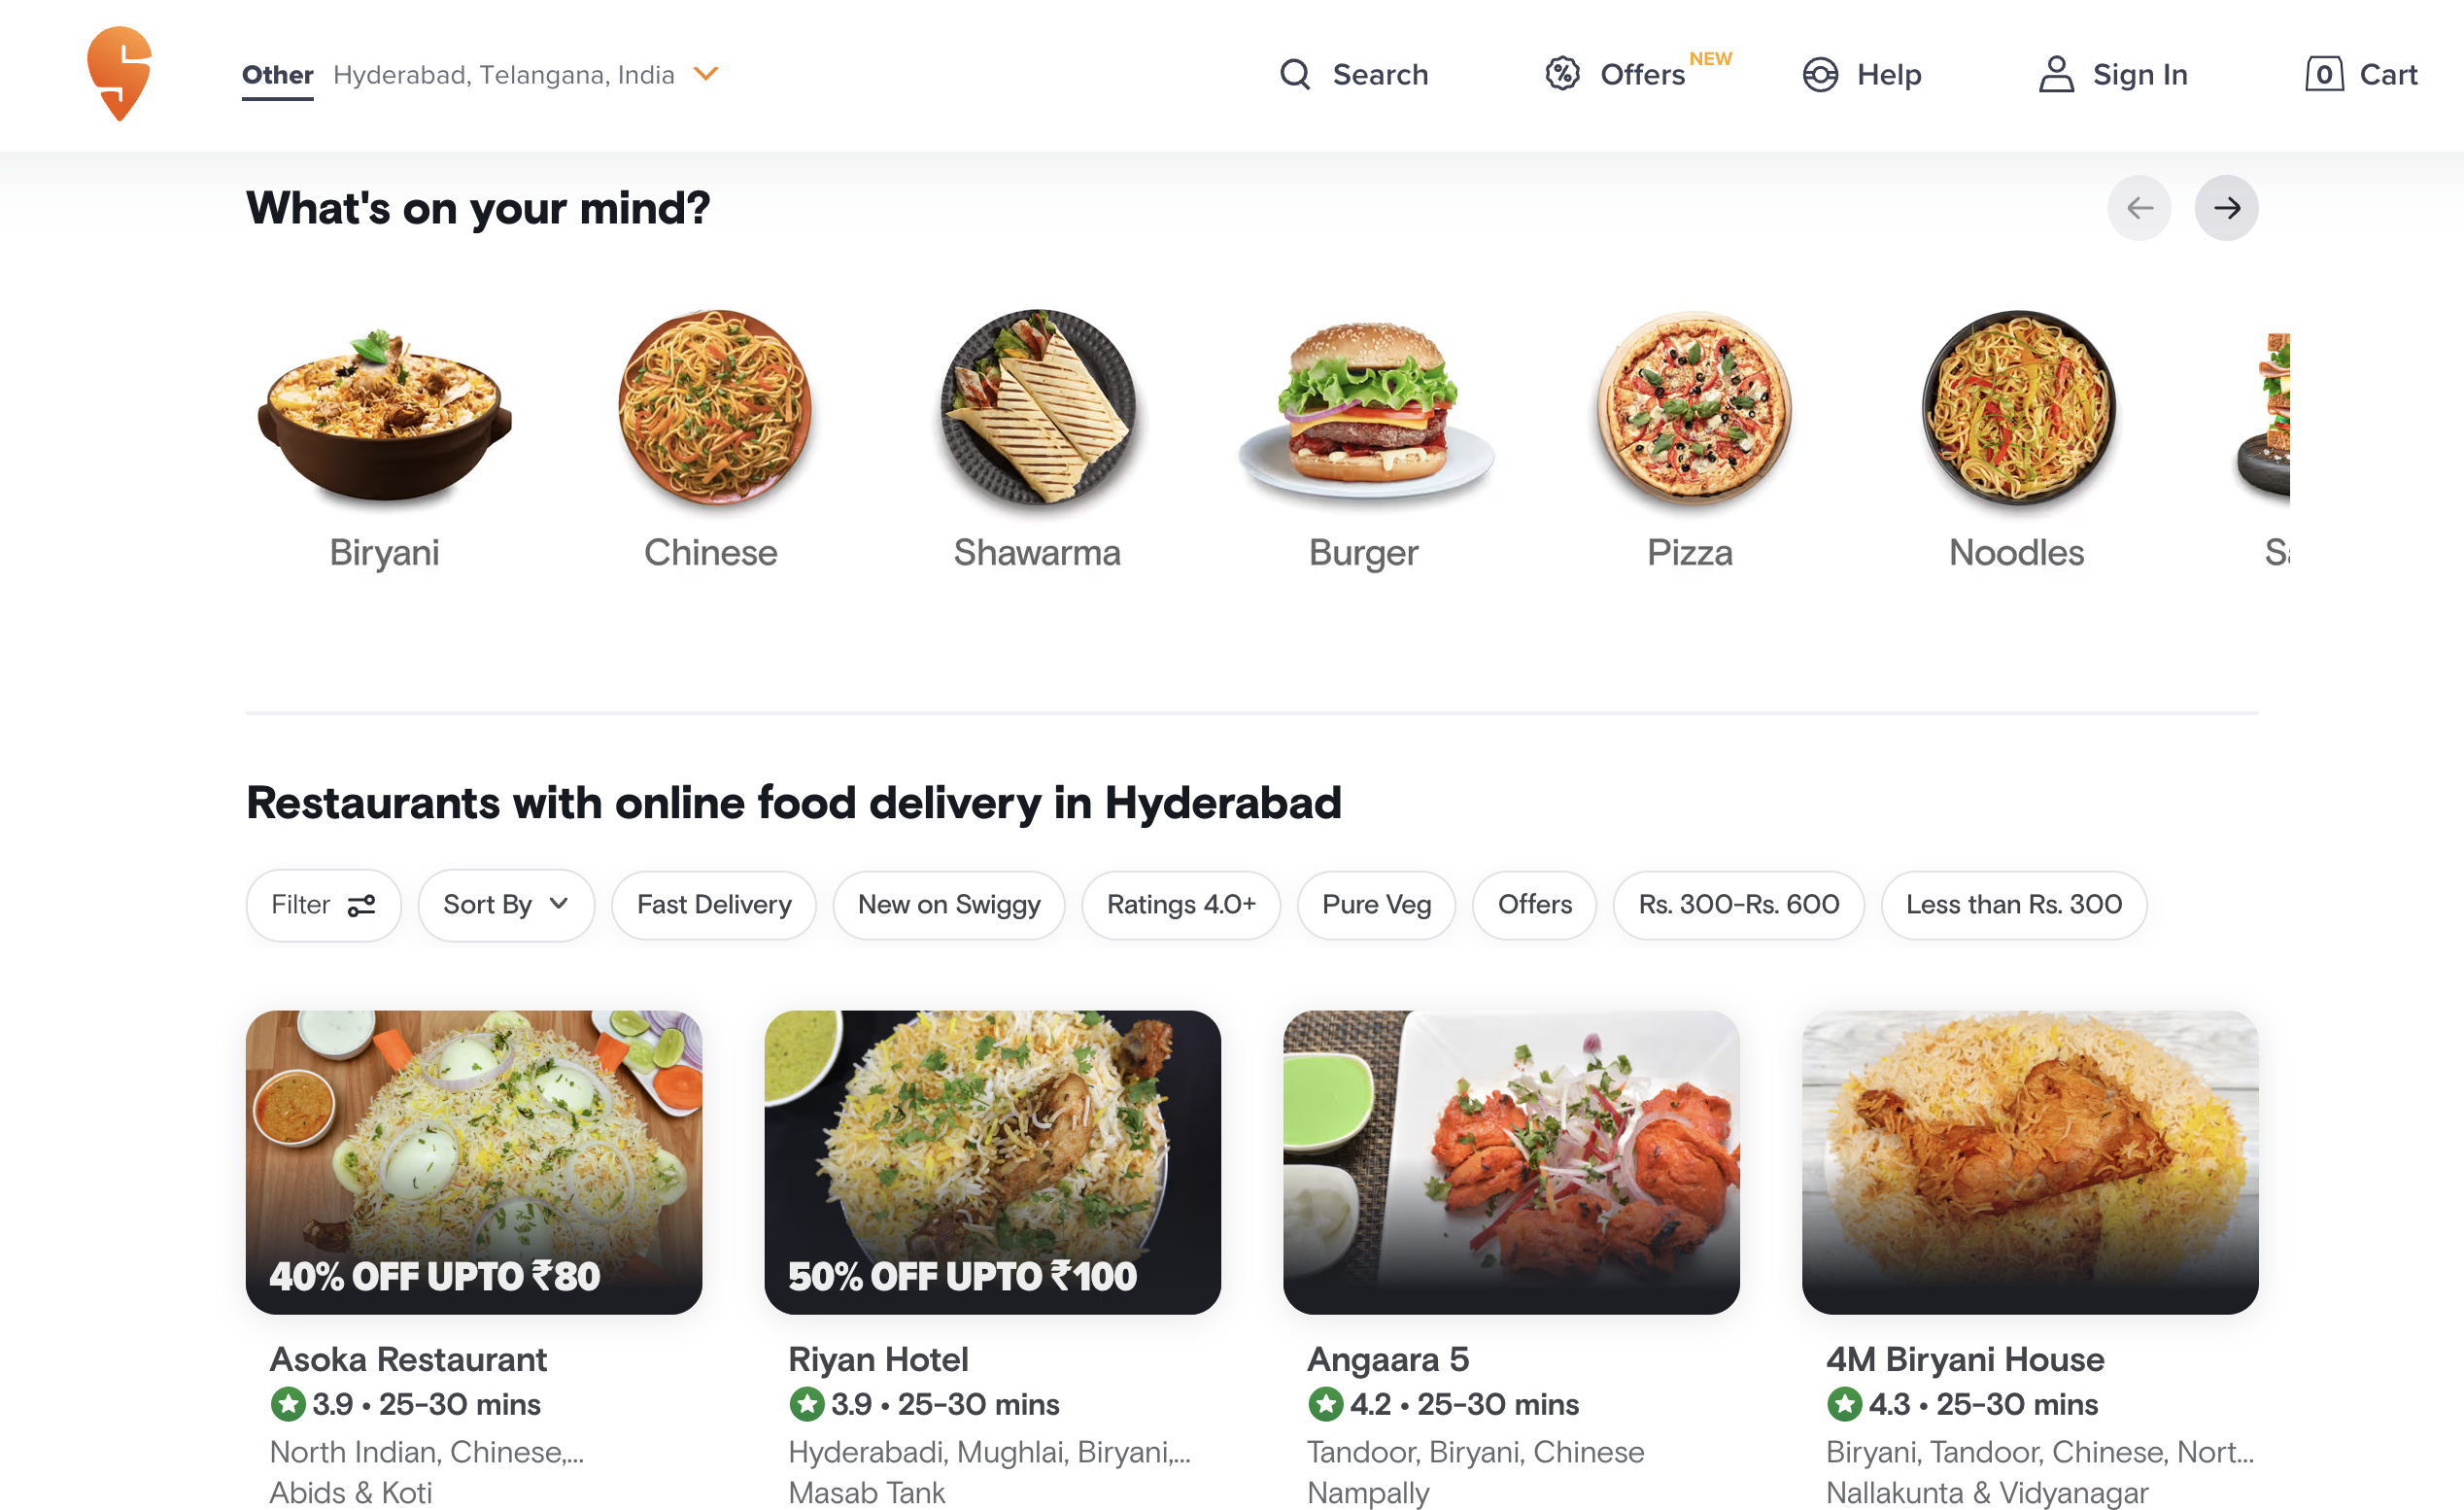 Other Hyderabad, Telangana, India
Search
Offers NEW
Help
Sign In
0 Cart
What's on your mind?
Biryani
Chinese
Shawarma
Burger
Pizza
Noodles
Restaurants with online food delivery in Hyderabad
Filter
Sort By
Fast Delivery
New on Swiggy
Ratings 4.0+
Pure Veg
Offers
Rs. 300-Rs. 600
Less than Rs. 300
40% OFF UPTO ₹80
Asoka Restaurant
3.9 • 25-30 mins
North Indian, Chinese,...
Abids & Koti
50% OFF UPTO ₹100
Riyan Hotel
3.9 • 25-30 mins
Hyderabadi, Mughlai, Biryani,...
Masab Tank
Angaara 5
4.2 • 25-30 mins
Tandoor, Biryani, Chinese
Nampally
4M Biryani House
4.3 • 25-30 mins
Biryani, Tandoor, Chinese, Nort...
Nallakunta & Vidyanagar